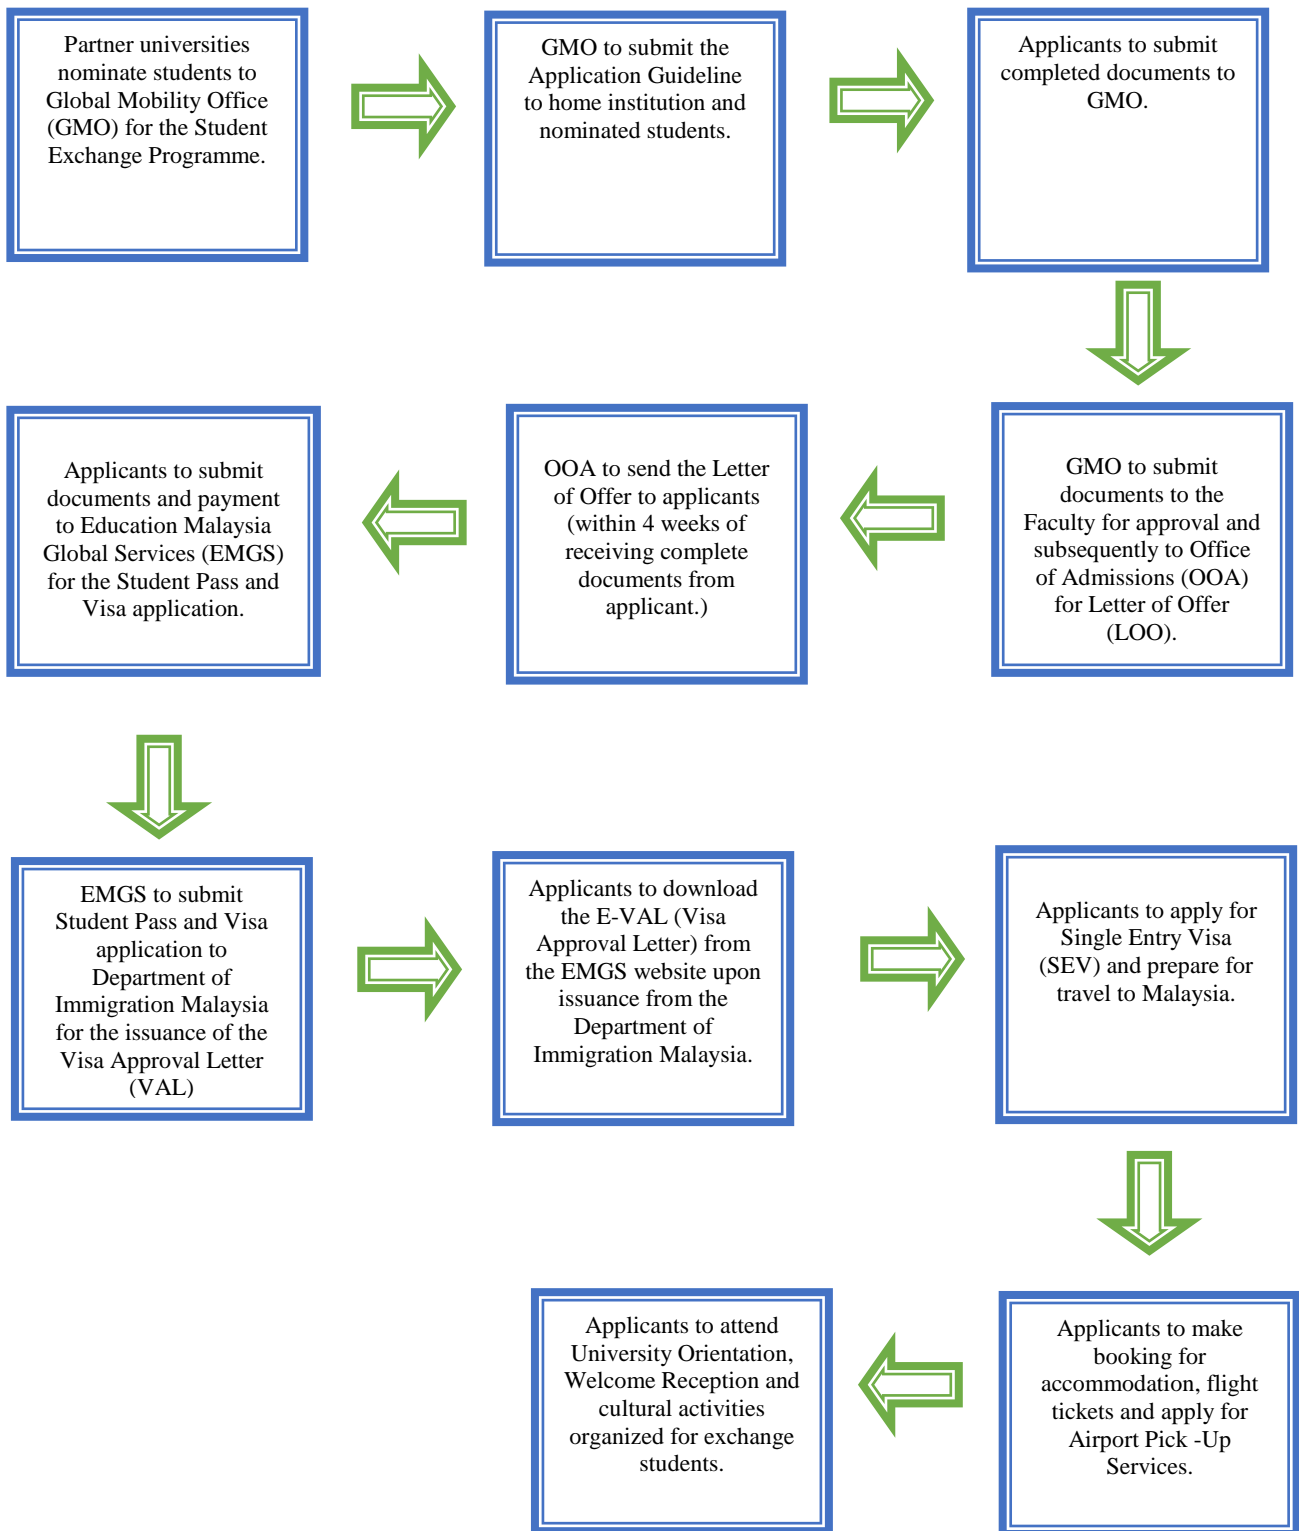 Partner universities
nominate students to
Global Mobility Office
(GMO) for the Student
Exchange Programme.
GMO to submit the
Application Guideline
to home institution and
nominated students.
Applicants to submit
completed documents to
GMO.
GMO to submit
documents to the
Faculty for approval and
subsequently to Office
of Admissions (OOA)
for Letter of Offer
(LOO).
OOA to send the Letter
of Offer to applicants
(within 4 weeks of
receiving complete
documents from
applicant.)
Applicants to submit
documents and payment
to Education Malaysia
Global Services (EMGS)
for the Student Pass and
Visa application.
EMGS to submit
Student Pass and Visa
application to
Department of
Immigration Malaysia
for the issuance of the
Visa Approval Letter
(VAL)
Applicants to download
the E-VAL (Visa
Approval Letter) from
the EMGS website upon
issuance from the
Department of
Immigration Malaysia.
Applicants to apply for
Single Entry Visa
(SEV) and prepare for
travel to Malaysia.
Applicants to make
booking for
accommodation, flight
tickets and apply for
Airport Pick -Up
Services.
Applicants to attend
University Orientation,
Welcome Reception and
cultural activities
organized for exchange
students.